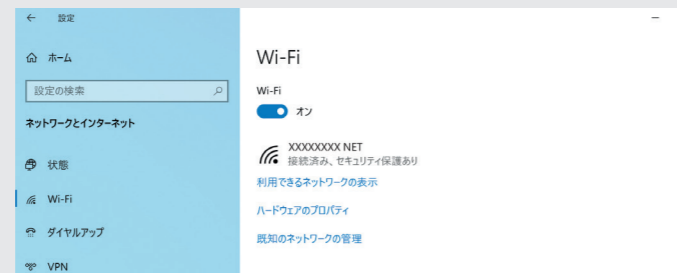 設定
ホーム
設定の検索
ネットワークとインターネット
状態
Wi-Fi
ダイヤルアップ
VPN
Wi-Fi
Wi-Fi
オン
XXXXXXXX NET
接続済み、セキュリティ保護あり
利用できるネットワークの表示
ハードウェアのプロパティ
既知のネットワークの管理